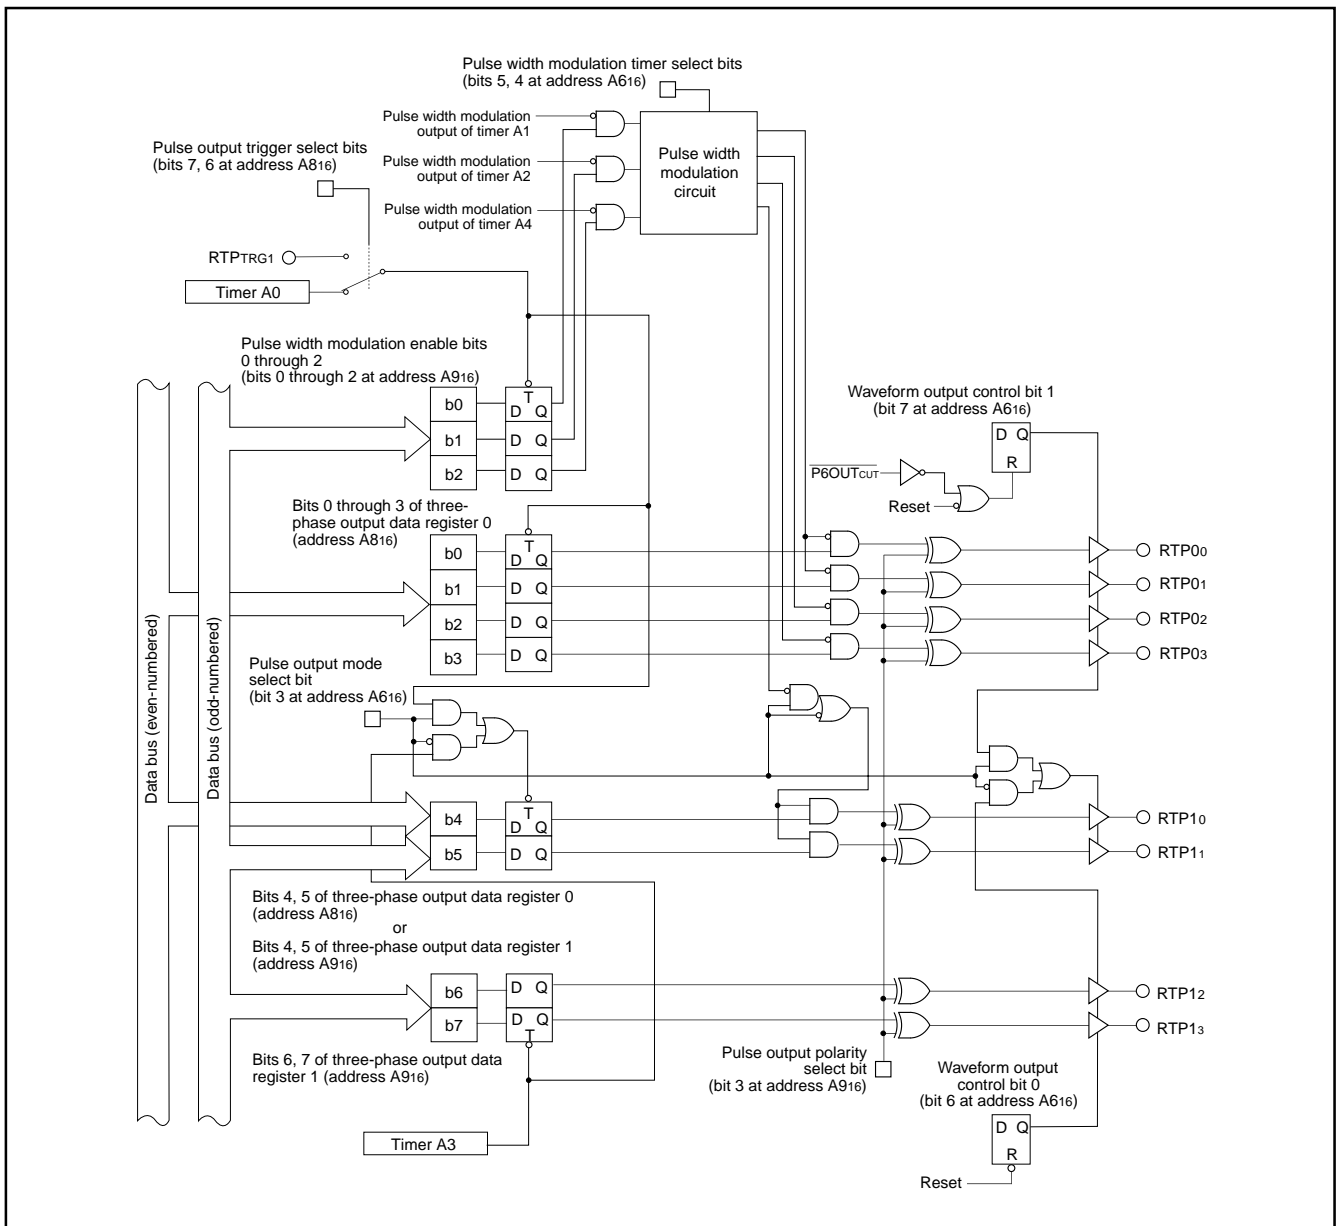 Pulse width modulation timer select bits
(bits 5, 4 at address A616)
Pulse width modulation
output of timer A1
Pulse width modulation
output of timer A2
Pulse width modulation
output of timer A4
Pulse width
modulation
circuit
Pulse output trigger select bits
(bits 7, 6 at address A816)
RTPTRG1
Timer A0
Pulse width modulation enable bits
0 through 2
(bits 0 through 2 at address A916)
b0
T
D Q
b1
D Q
b2
D Q
Waveform output control bit 1
(bit 7 at address A616)
D Q
R
P6OUTCUT
Reset
Bits 0 through 3 of three-
phase output data register 0
(address A816)
b0
T
D Q
b1
D Q
b2
D Q
b3
D Q
RTP00
RTP01
RTP02
RTP03
Data bus (even-numbered)
Data bus (odd-numbered)
Pulse output mode
select bit
(bit 3 at address A616)
b4
T
D Q
b5
D Q
RTP10
RTP11
Bits 4, 5 of three-phase output data register 0
(address A816)
or
Bits 4, 5 of three-phase output data register 1
(address A916)
b6
D Q
b7
D Q
T
RTP12
RTP13
Bits 6, 7 of three-phase output data
register 1 (address A916)
Pulse output polarity
select bit
(bit 3 at address A916)
Waveform output
control bit 0
(bit 6 at address A616)
D Q
R
Reset
Timer A3